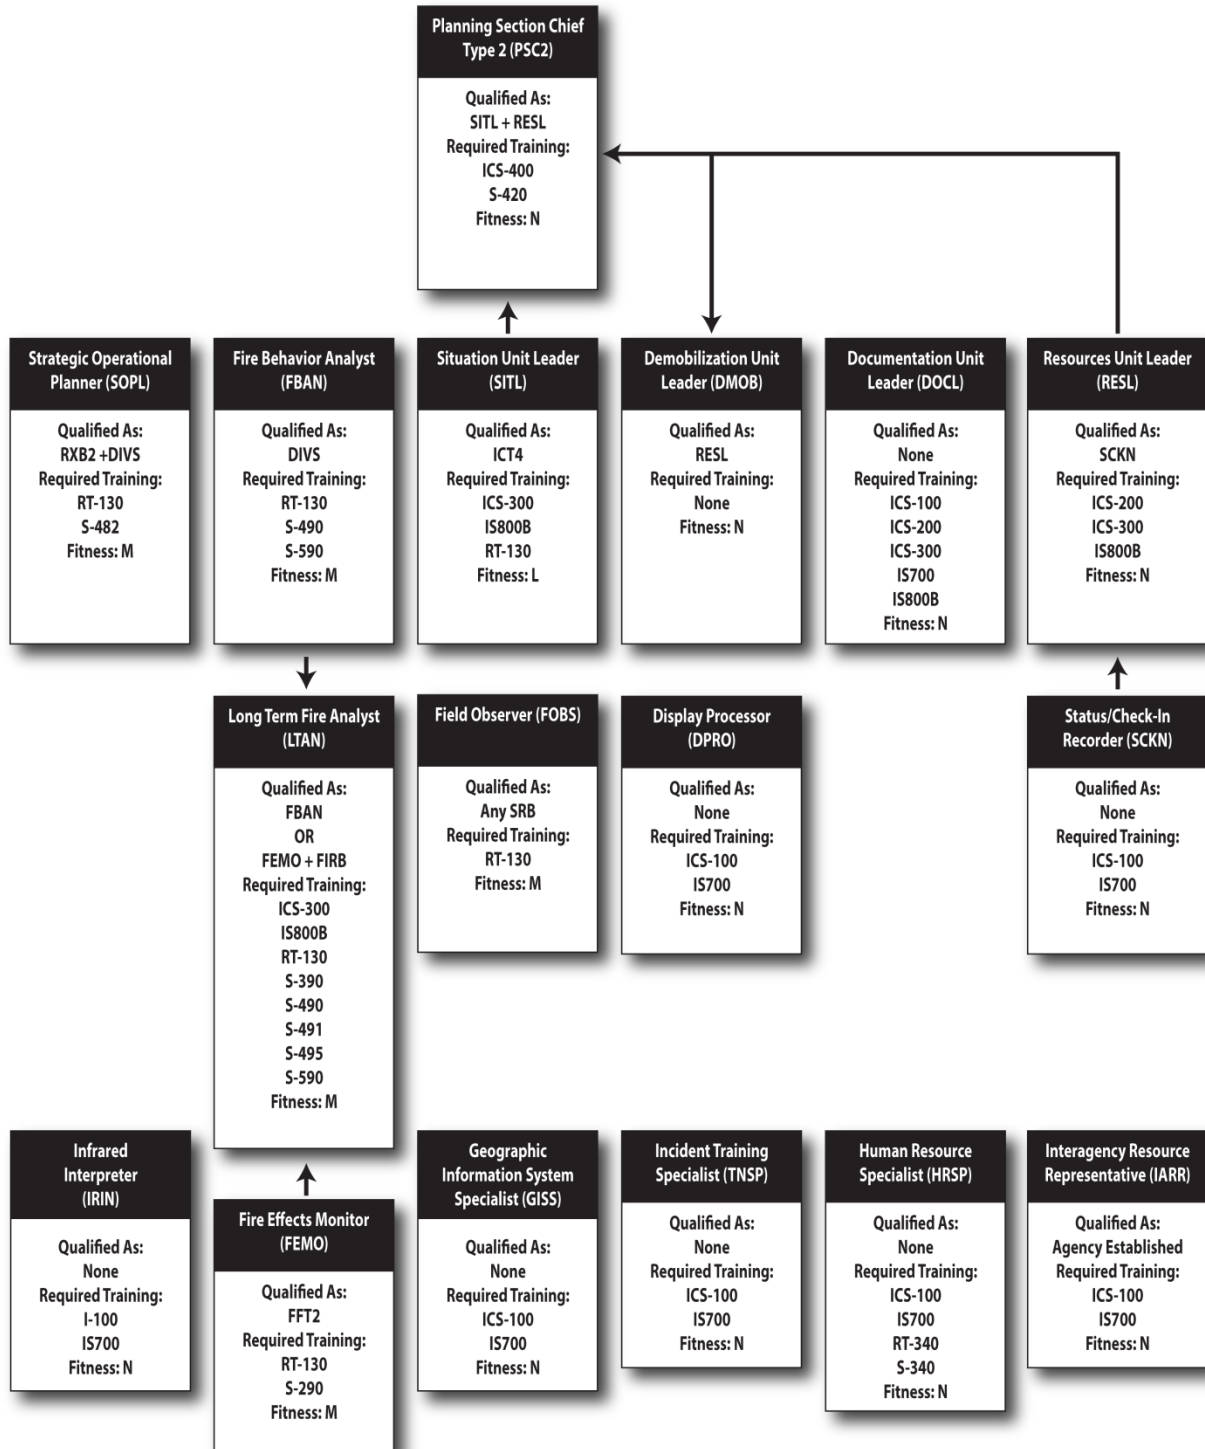 Planning Section Chief
Type 2 (PSC2)
Qualified As:
SITL + RESL
Required Training:
ICS-400
S-420
Fitness: N
Strategic Operational
Planner (SOPL)
Qualified As:
RXB2 +DIVS
Required Training:
RT-130
S-482
Fitness: M
Fire Behavior Analyst
(FBAN)
Qualified As:
DIVS
Required Training:
RT-130
S-490
S-590
Fitness: M
Situation Unit Leader
(SITL)
Qualified As:
ICT4
Required Training:
ICS-300
IS800B
RT-130
Fitness: L
Demobilization Unit
Leader (DMOB)
Qualified As:
RESL
Required Training:
None
Fitness: N
Documentation Unit
Leader (DOCL)
Qualified As:
None
Required Training:
ICS-100
ICS-200
ICS-300
IS700
IS800B
Fitness: N
Resources Unit Leader
(RESL)
Qualified As:
SCKN
Required Training:
ICS-200
ICS-300
IS800B
Fitness: N
Long Term Fire Analyst
(LTAN)
Qualified As:
FBAN
OR
FEMO + FIRB
Required Training:
ICS-300
IS800B
RT-130
S-390
S-490
S-491
S-495
S-590
Fitness: M
Field Observer (FOBS)
Qualified As:
Any SRB
Required Training:
RT-130
Fitness: M
Display Processor
(DPRO)
Qualified As:
None
Required Training:
ICS-100
IS700
Fitness: N
Status/Check-In
Recorder (SCKN)
Qualified As:
None
Required Training:
ICS-100
IS700
Fitness: N
Infrared
Interpreter
(IRIN)
Qualified As:
None
Required Training:
I-100
IS700
Fitness: N
Fire Effects Monitor
(FEMO)
Qualified As:
FFT2
Required Training:
RT-130
S-290
Fitness: M
Geographic
Information System
Specialist (GISS)
Qualified As:
None
Required Training:
ICS-100
IS700
Fitness: N
Incident Training
Specialist (TNSP)
Qualified As:
None
Required Training:
ICS-100
IS700
Fitness: N
Human Resource
Specialist (HRSP)
Qualified As:
None
Required Training:
ICS-100
IS700
RT-340
S-340
Fitness: N
Interagency Resource
Representative (IARR)
Qualified As:
Agency Established
Required Training:
ICS-100
IS700
Fitness: N